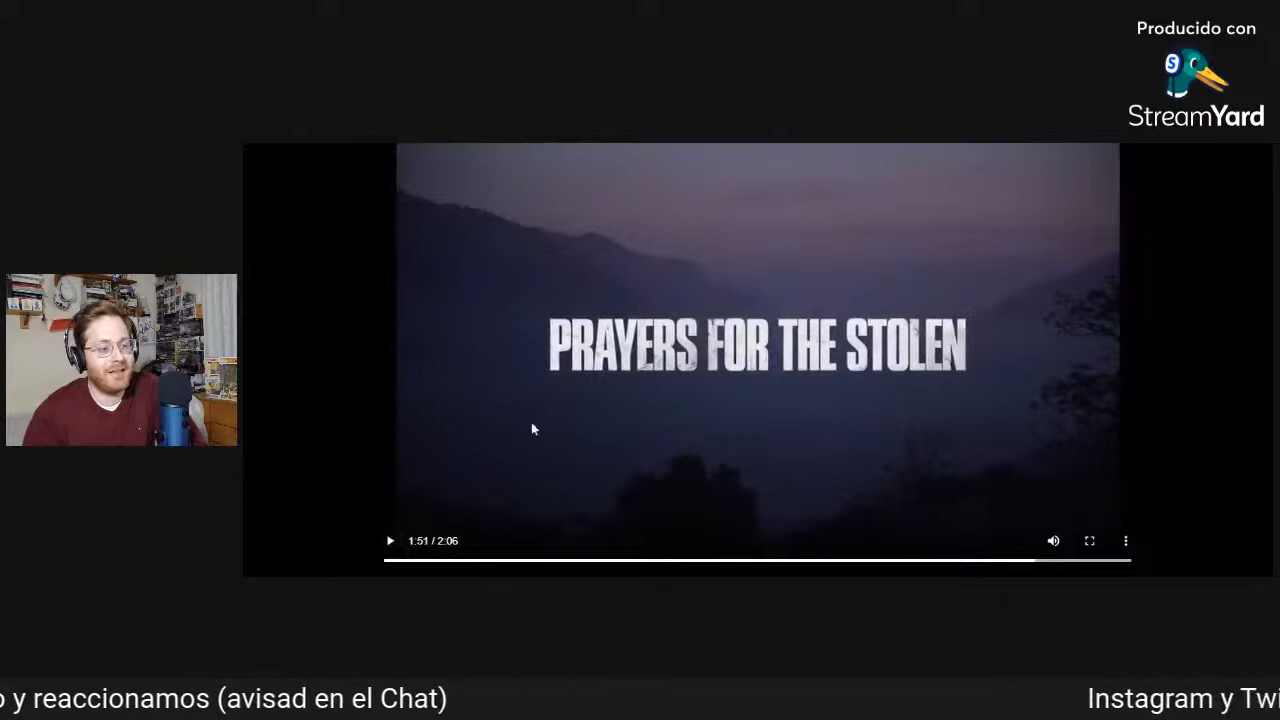 Producido con
StreamYard
PRAYERS FOR THE STOLEN
1:51 / 2:06
o y reaccionamos (avisad en el Chat)
Instagram y Twi